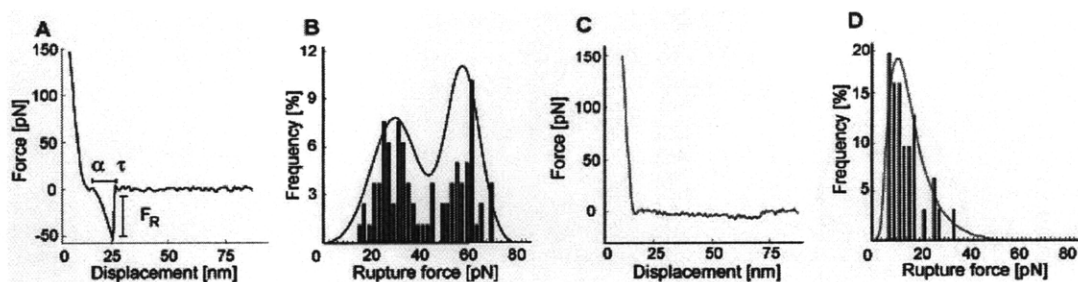 A
Force [pN]
150
100
50
0
-50
α τ
F_R
0 25 50 75
Displacement [nm]
B
Frequency [%]
12
9
6
3
0 20 40 60 80
Rupture force [pN]
C
Force [pN]
150
100
50
0
25 50 75
Displacement [nm]
D
Frequency [%]
20
15
10
5
0 20 40 60 80
Rupture force [pN]